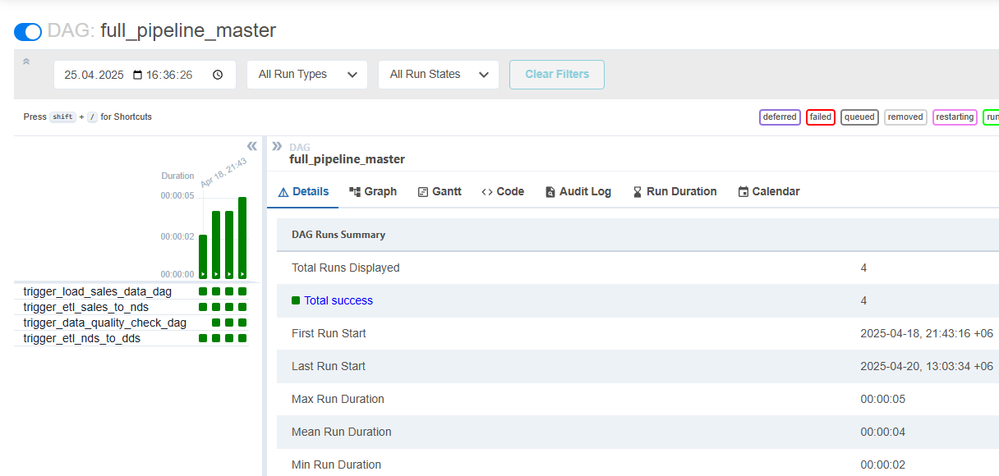 DAG: full_pipeline_master
25.04.2025 16:36:26
All Run Types
All Run States
Clear Filters
Press shift + / for Shortcuts
deferred
failed
queued
removed
restarting
run
Duration
Apr 18, 21:43
00:00:05
00:00:02
00:00:00
trigger_load_sales_data_dag
trigger_etl_sales_to_nds
trigger_data_quality_check_dag
trigger_etl_nds_to_dds
DAG
full_pipeline_master
Details
Graph
Gantt
Code
Audit Log
Run Duration
Calendar
DAG Runs Summary
Total Runs Displayed 4
Total success 4
First Run Start 2025-04-18, 21:43:16 +06
Last Run Start 2025-04-20, 13:03:34 +06
Max Run Duration 00:00:05
Mean Run Duration 00:00:04
Min Run Duration 00:00:02